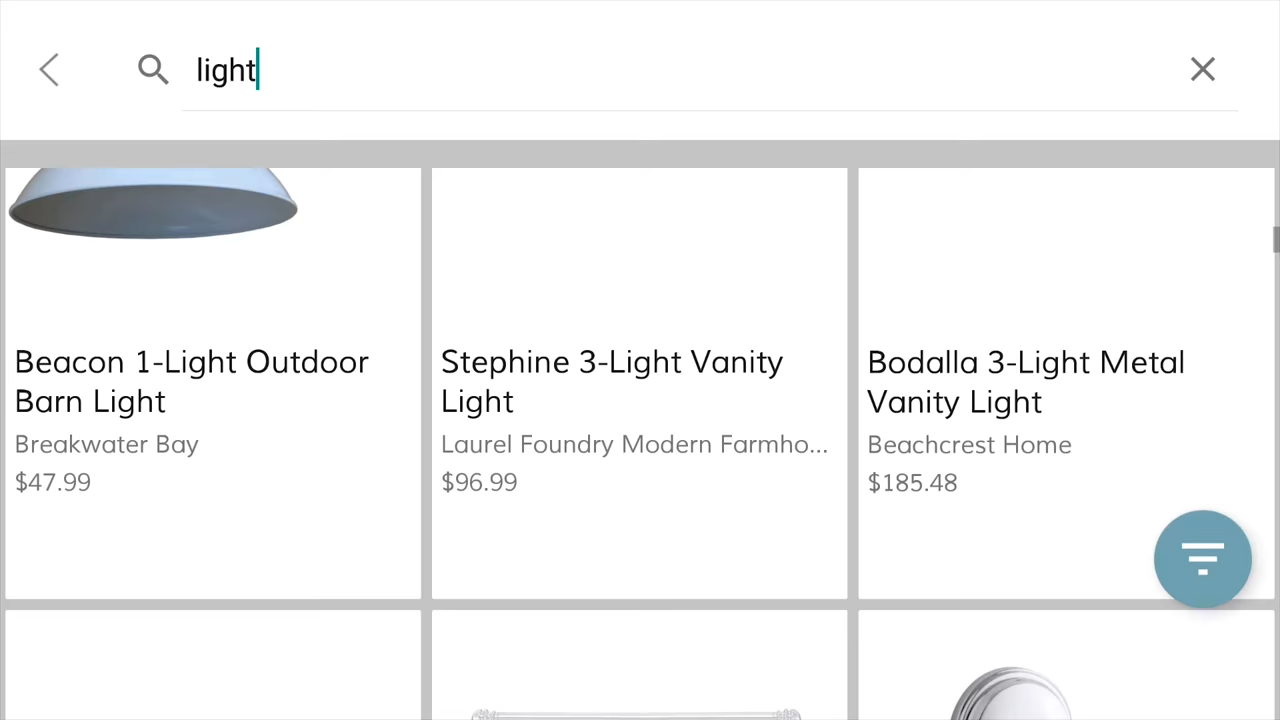 light
Beacon 1-Light Outdoor
Barn Light
Breakwater Bay
$47.99
Stephine 3-Light Vanity
Light
Laurel Foundry Modern Farmho...
$96.99
Bodalla 3-Light Metal
Vanity Light
Beachcrest Home
$185.48